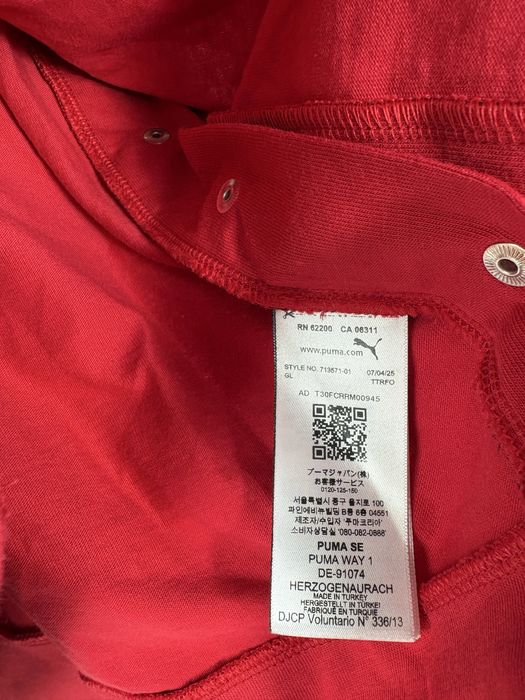 RN 62200 CA 06311
www.puma.com
STYLE NO. 713571-01 07/04/25
GL TTRFO
AD T30FCRRM00945
プーマジャパン(株)
お客様サービス
0120-125-150
서울특별시 중구 을지로 100
파인에비뉴빌딩 B동 6층 04551
제조자/수입자 '푸마코리아'
소비자상담실 '080-082-0868'
PUMA SE
PUMA WAY 1
DE-91074
HERZOGENAURACH
MADE IN TURKEY
HERGESTELLT IN TÜRKEI
FABRIQUÉ EN TURQUIE
DJCP Voluntario N° 336/13